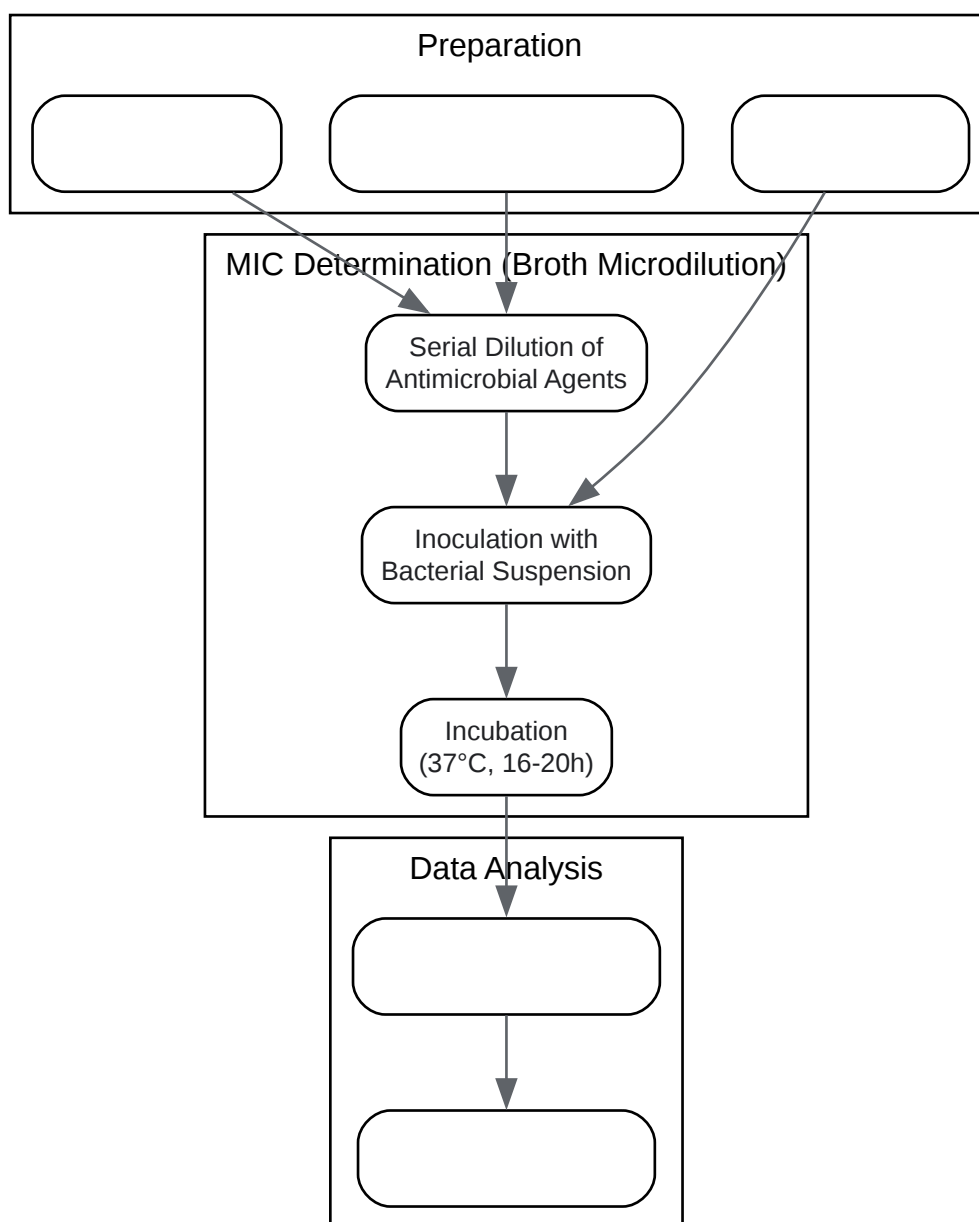 Preparation
MIC Determination (Broth Microdilution)
Serial Dilution of
Antimicrobial Agents
Inoculation with
Bacterial Suspension
Incubation
(37°C, 16-20h)
Data Analysis